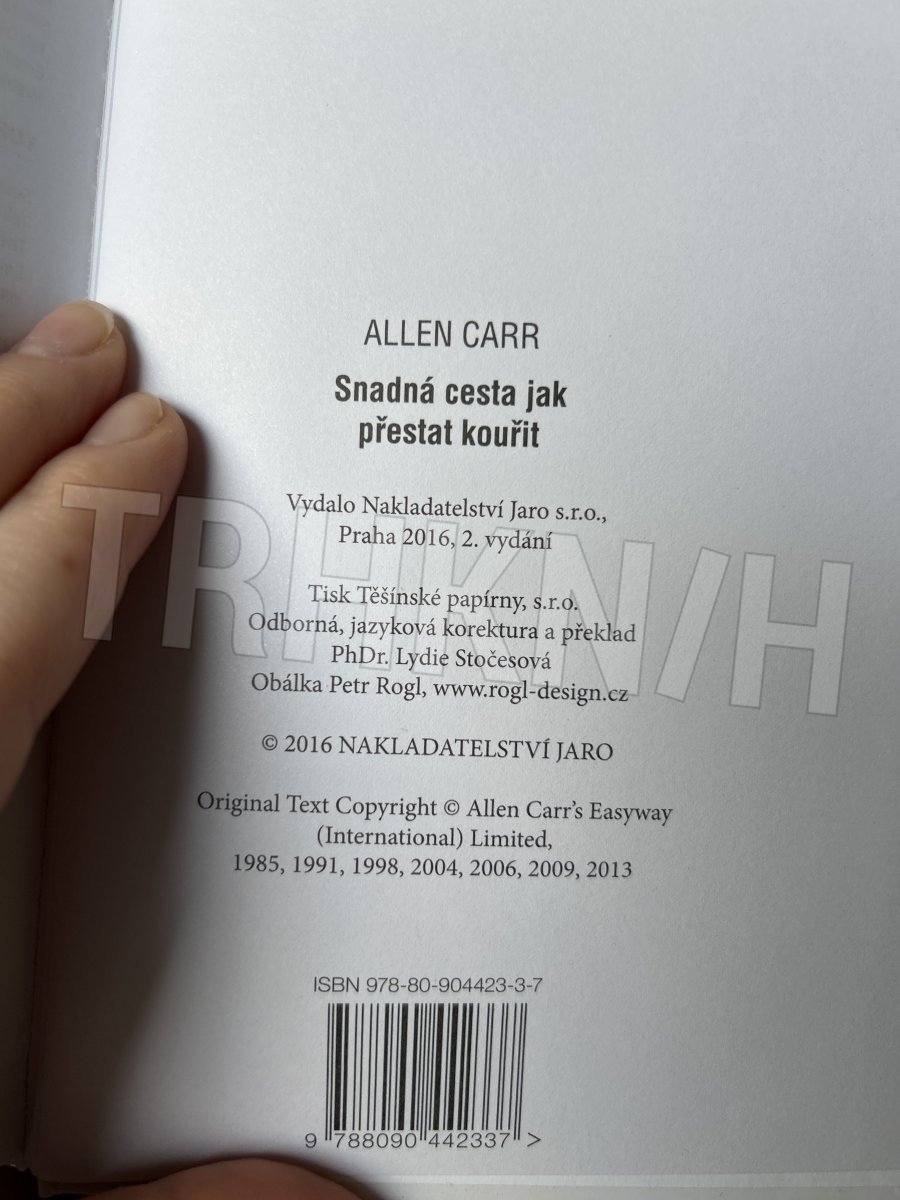 ALLEN CARR
Snadná cesta jak
přestat kouřit
Vydalo Nakladatelství Jaro s.r.o.,
Praha 2016, 2. vydání
TRHKN/H
Tisk Těšínské papírny, s.r.o.
Odborná, jazyková korektura a překlad
PhDr. Lydie Stočesová
Obálka Petr Rogl, www.rogl-design.cz
© 2016 NAKLADATELSTVÍ JARO
Original Text Copyright © Allen Carr's Easyway
(International) Limited,
1985, 1991, 1998, 2004, 2006, 2009, 2013
ISBN 978-80-904423-3-7
9 788090 442337 >